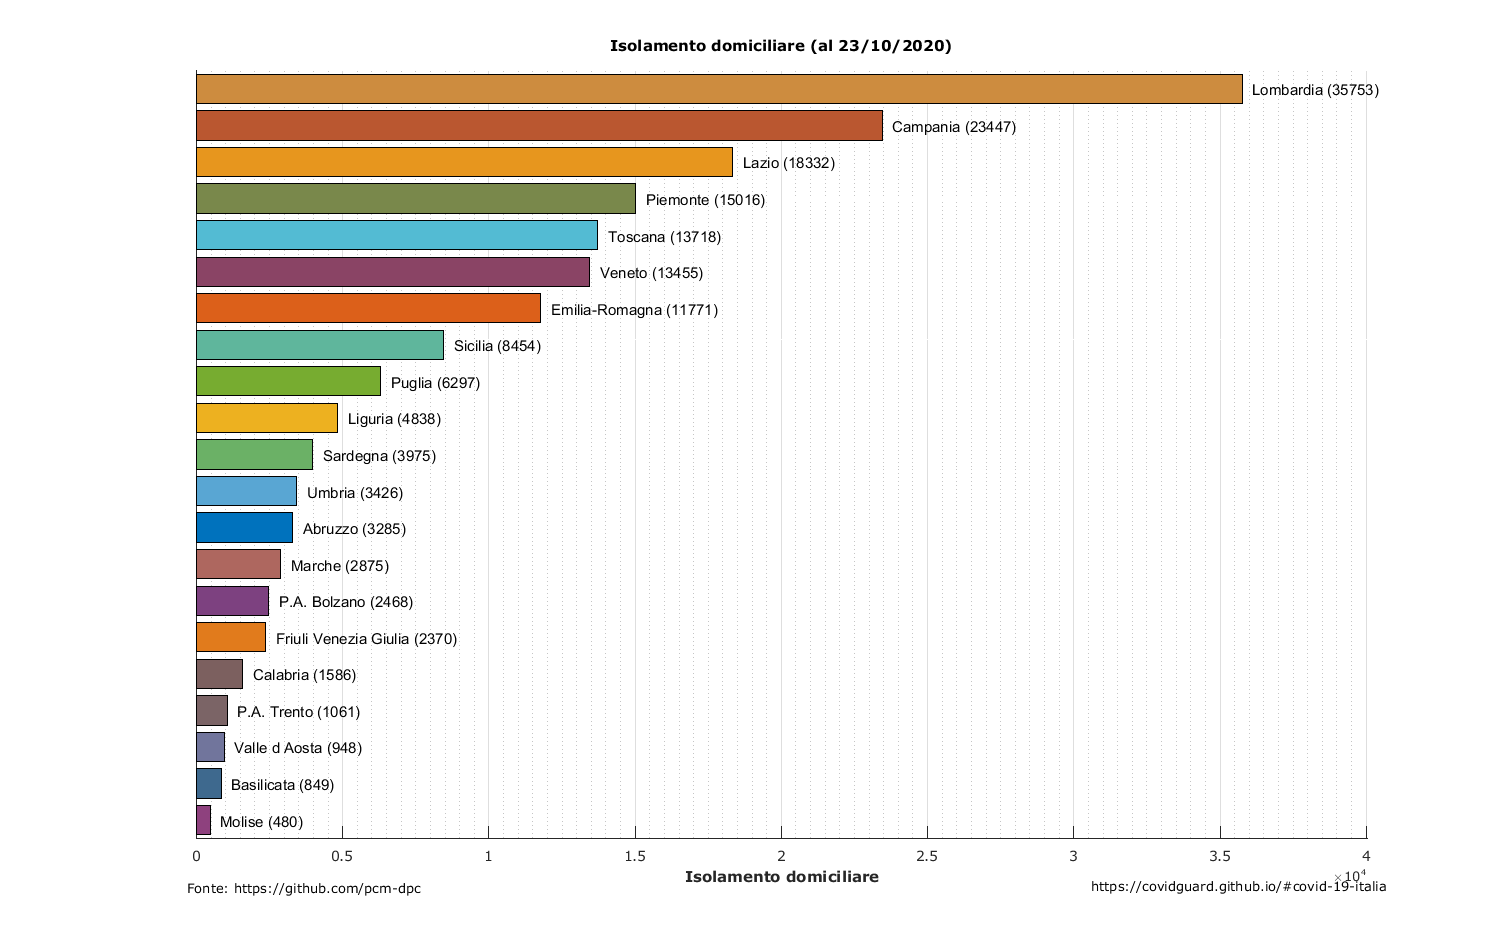 Isolamento domiciliare (al 23/10/2020)
Lombardia (35753)
Campania (23447)
Lazio (18332)
Piemonte (15016)
Toscana (13718)
Veneto (13455)
Emilia-Romagna (11771)
Sicilia (8454)
Puglia (6297)
Liguria (4838)
Sardegna (3975)
Umbria (3426)
Abruzzo (3285)
Marche (2875)
P.A. Bolzano (2468)
Friuli Venezia Giulia (2370)
Calabria (1586)
P.A. Trento (1061)
Valle d Aosta (948)
Basilicata (849)
Molise (480)
0 0.5 1 1.5 2 2.5 3 3.5 4
×10⁴
Isolamento domiciliare
Fonte: https://github.com/pcm-dpc
https://covidguard.github.io/#covid-19-italia